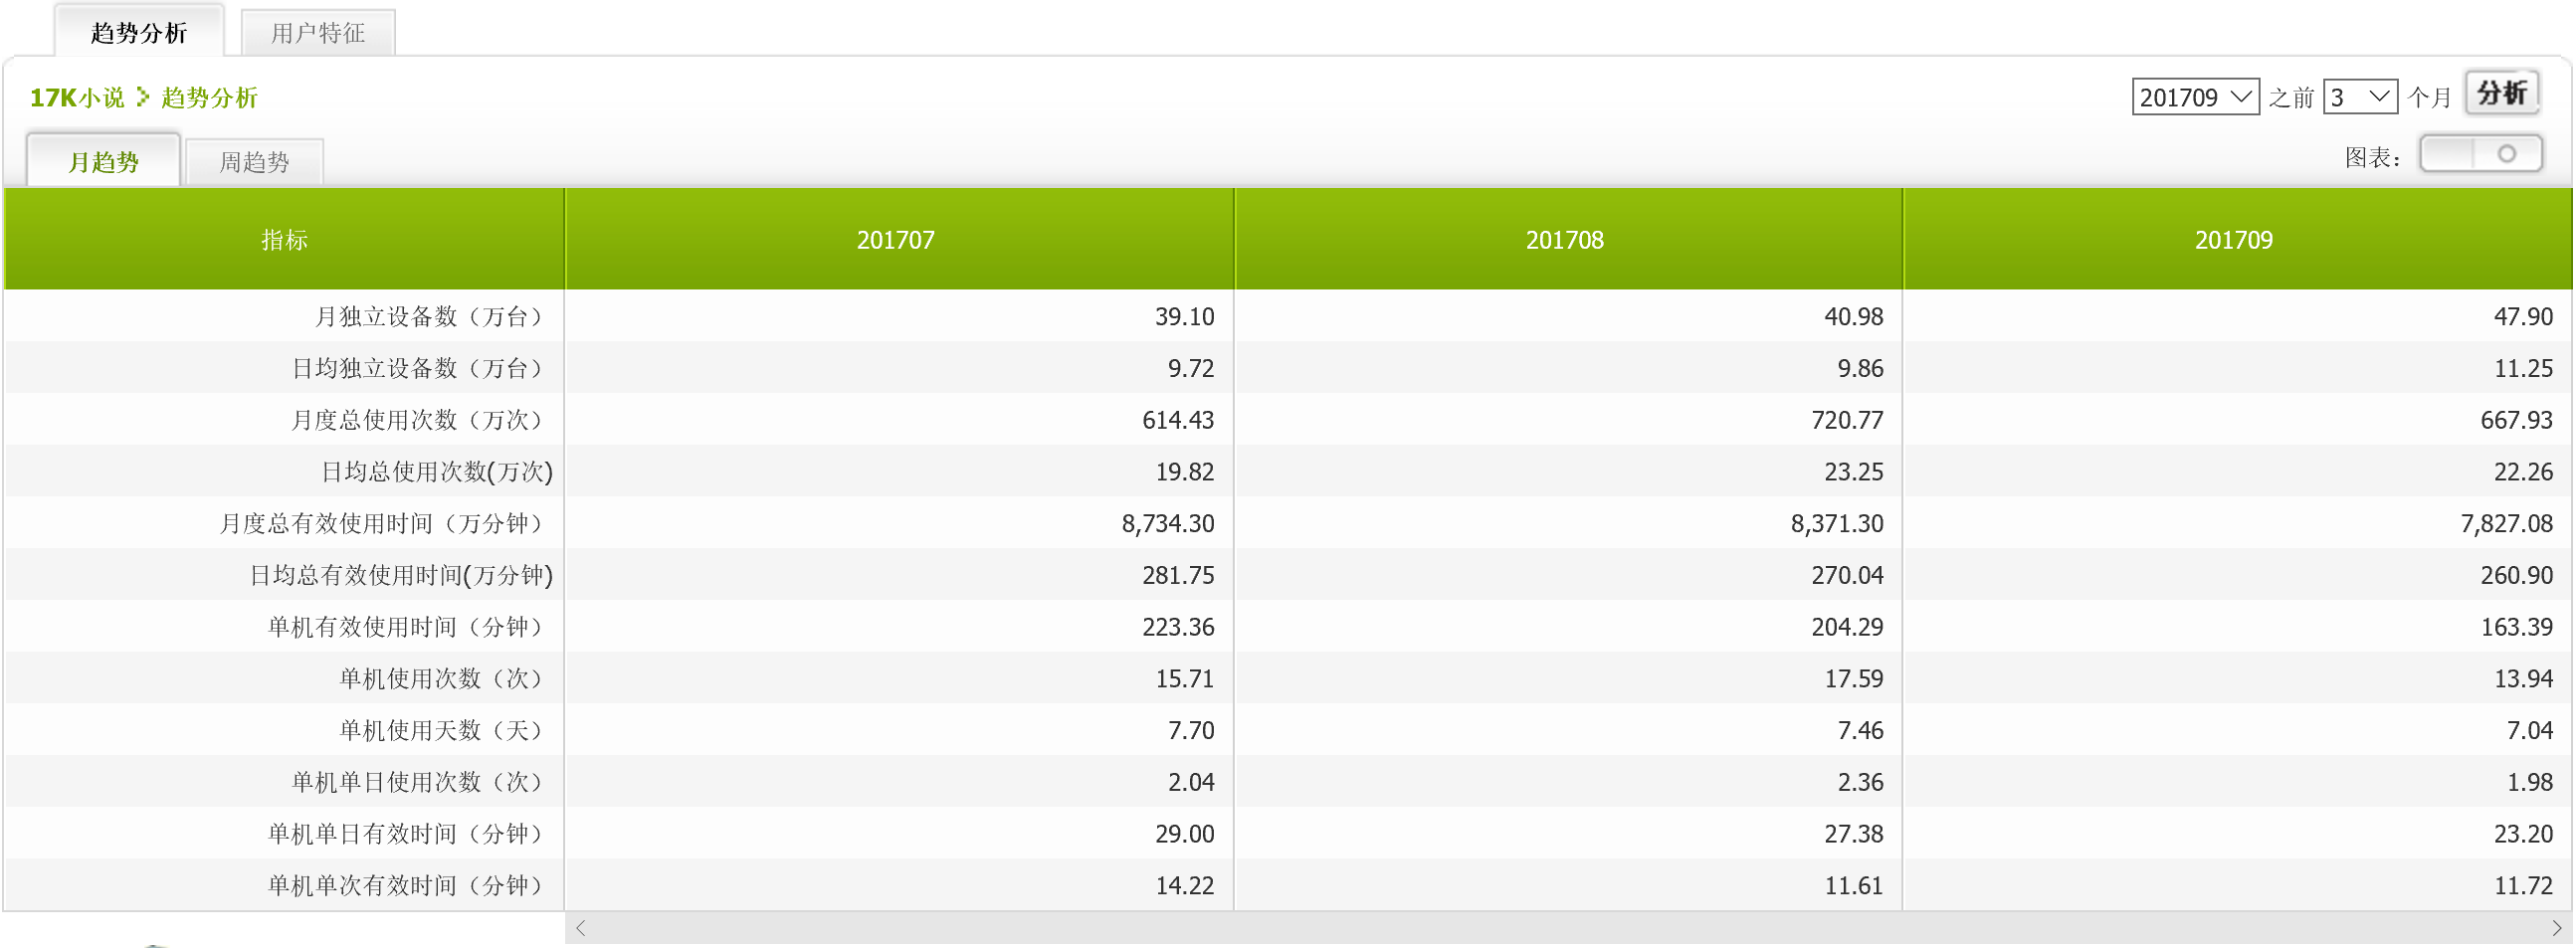 趋势分析 用户特征
17K小说 趋势分析 201709 之前 3 个月 分析
月趋势 周趋势 图表：
指标 201707 201708 201709
月独立设备数（万台） 39.10 40.98 47.90
日均独立设备数（万台） 9.72 9.86 11.25
月度总使用次数（万次） 614.43 720.77 667.93
日均总使用次数(万次) 19.82 23.25 22.26
月度总有效使用时间（万分钟） 8,734.30 8,371.30 7,827.08
日均总有效使用时间(万分钟) 281.75 270.04 260.90
单机有效使用时间（分钟） 223.36 204.29 163.39
单机使用次数（次） 15.71 17.59 13.94
单机使用天数（天） 7.70 7.46 7.04
单机单日使用次数（次） 2.04 2.36 1.98
单机单日有效时间（分钟） 29.00 27.38 23.20
单机单次有效时间（分钟） 14.22 11.61 11.72